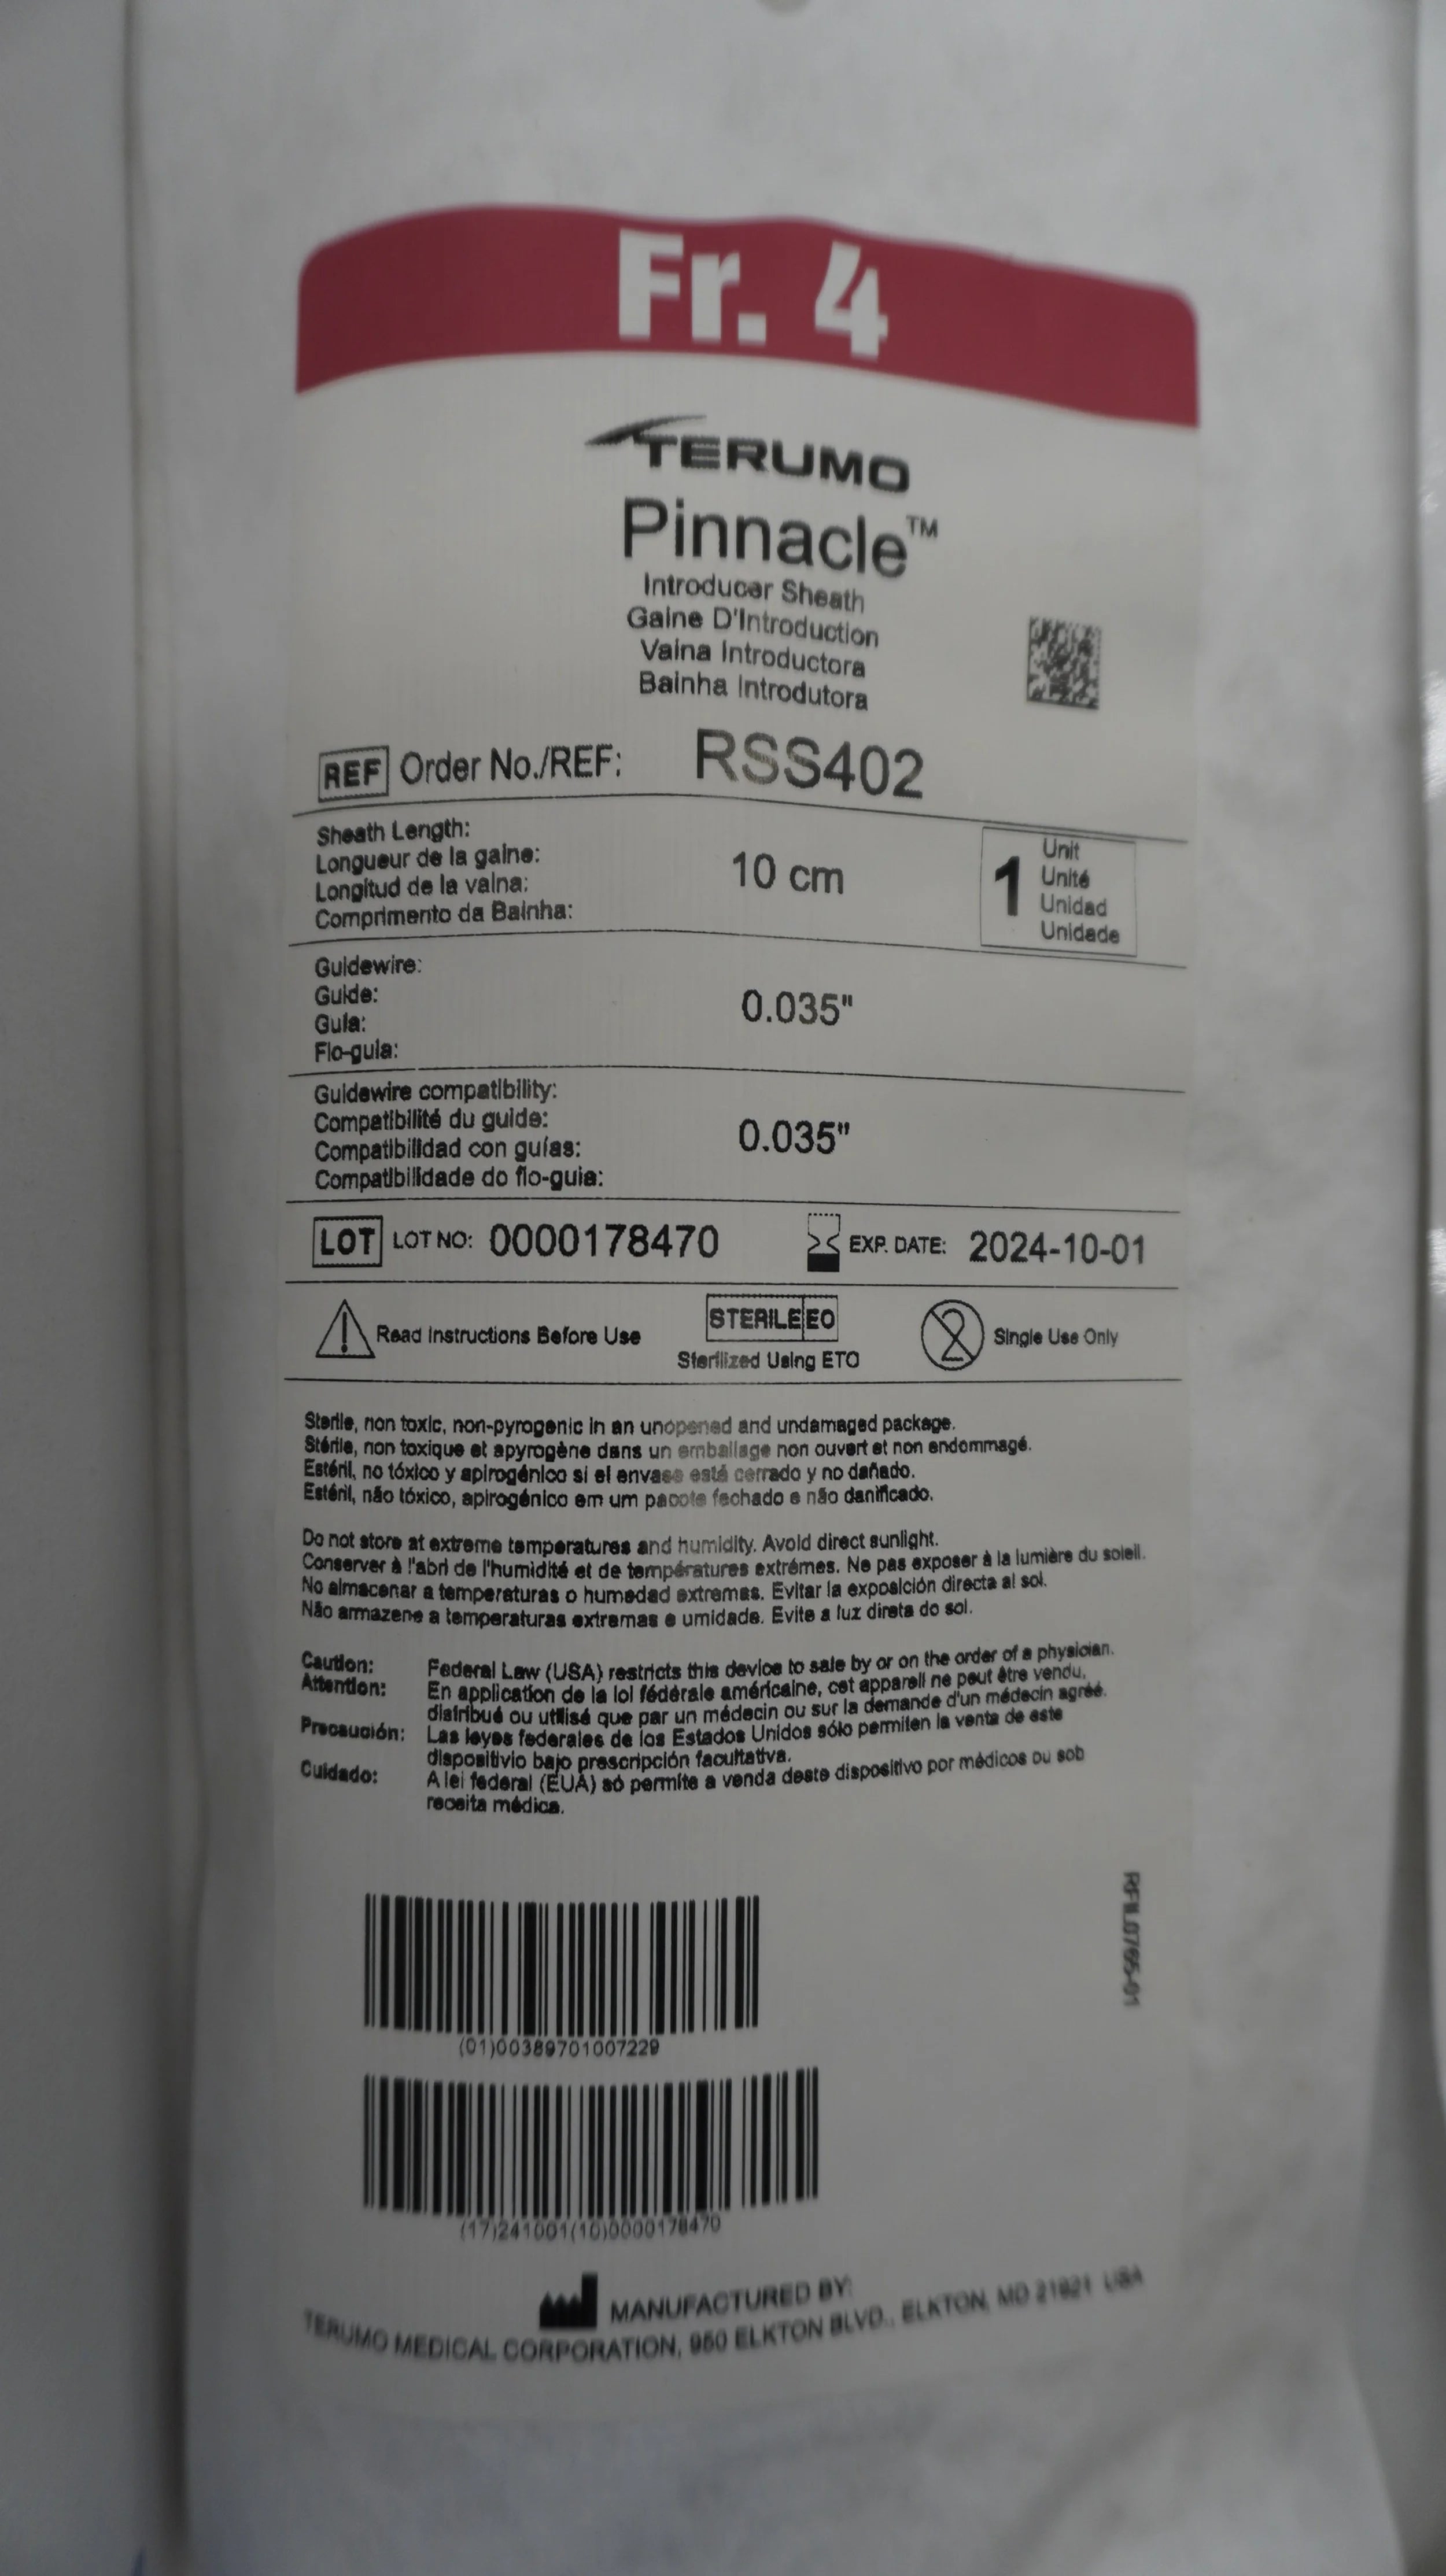 Fr. 4
TERUMO
Pinnacle™
Introducer Sheath
Gaine D'Introduction
Vaina Introductora
Bainha Introdutora
REF Order No./REF: RSS402
Sheath Length:
Longueur de la gaine:
Longitud de la vaina:
Comprimento da Bainha:
10 cm
1
Unit
Unité
Unidad
Unidade
Guidewire:
Guide:
Guía:
Fio-guia:
0.035"
Guidewire compatibility:
Compatibilité du guide:
Compatibilidad con guías:
Compatibilidade do fio-guia:
0.035"
LOT LOT NO: 0000178470 EXP. DATE: 2024-10-01
Read Instructions Before Use
STERILE EO
Sterilized Using ETO
2 Single Use Only
Sterile, non toxic, non-pyrogenic in an unopened and undamaged package.
Stérile, non toxique et apyrogène dans un emballage non ouvert et non endommagé.
Estéril, no tóxico y apirogénico si el envase está cerrado y no dañado.
Estéril, não tóxico, apirogénico em um pacote fechado e não danificado.
Do not store at extreme temperatures and humidity. Avoid direct sunlight.
Conserver à l'abri de l'humidité et de températures extrémes. Ne pas exposer à la lumière du soleil.
No almacenar a temperaturas o humedad extremas. Evitar la exposición directa al sol.
Não armazene a temperaturas extremas e umidade. Evite a luz direta do sol.
Caution: Federal Law (USA) restricts this device to sale by or on the order of a physician.
Attention: En application de la loi fédérale américaine, cet appareil ne peut être vendu,
distribué ou utilisé que par un médecin ou sur la demande d'un médecin agréé.
Precaución: Las leyes federales de los Estados Unidos sólo permiten la venta de este
dispositivio bajo prescripción facultativa.
Cuidado: A lei federal (EUA) só permite a venda deste dispositivo por médicos ou sob
receita médica.
RFIL0765-01
(01)00389701007229
(17)241001(10)0000178470
MANUFACTURED BY:
TERUMO MEDICAL CORPORATION, 950 ELKTON BLVD., ELKTON, MD 21921 USA